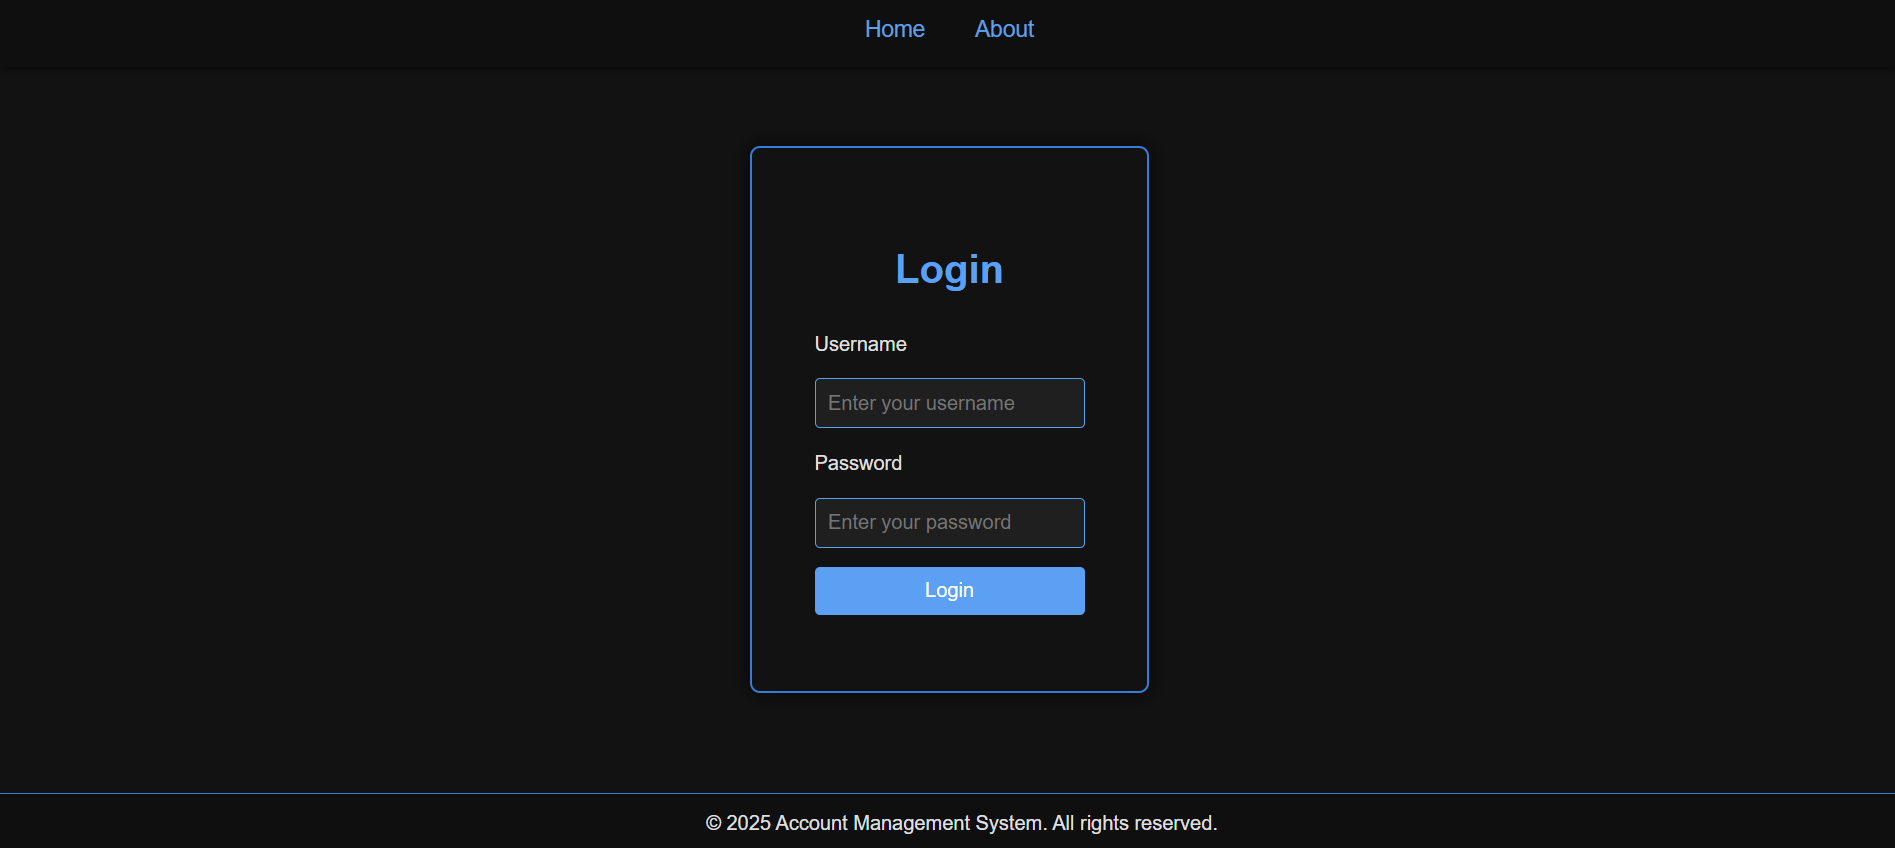 Home About
Login
Username
Enter your username
Password
Enter your password
Login
© 2025 Account Management System. All rights reserved.